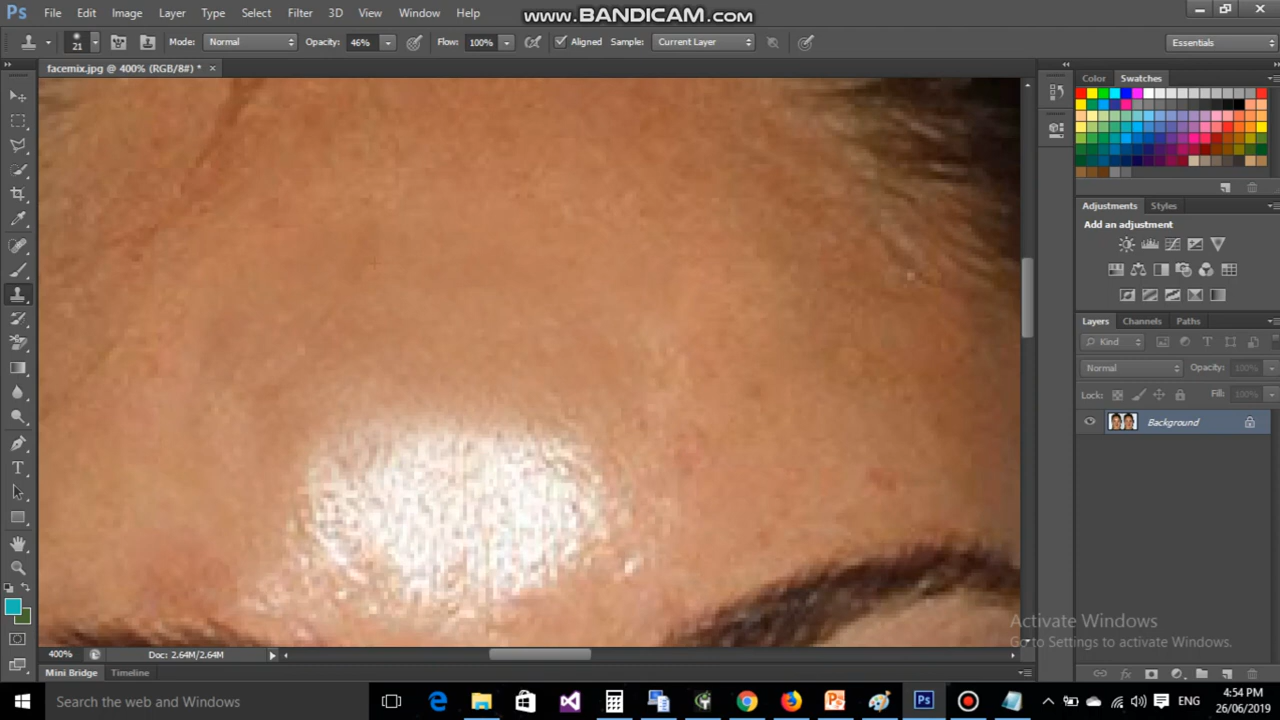 Ps File Edit Image Layer Type Select Filter 3D View Window Help
www.BANDICAM.com
21 Mode: Normal Opacity: 46% Flow: 100% Aligned Sample: Current Layer Essentials
facemix.jpg @ 400% (RGB/8#) * ×
Color Swatches
Adjustments Styles
Add an adjustment
Layers Channels Paths
Kind
Normal Opacity: 100%
Lock: Fill: 100%
Background
Activate Windows
Go to Settings to activate Windows.
400% Doc: 2.64M/2.64M
Mini Bridge Timeline
Search the web and Windows
ENG
4:54 PM
26/06/2019